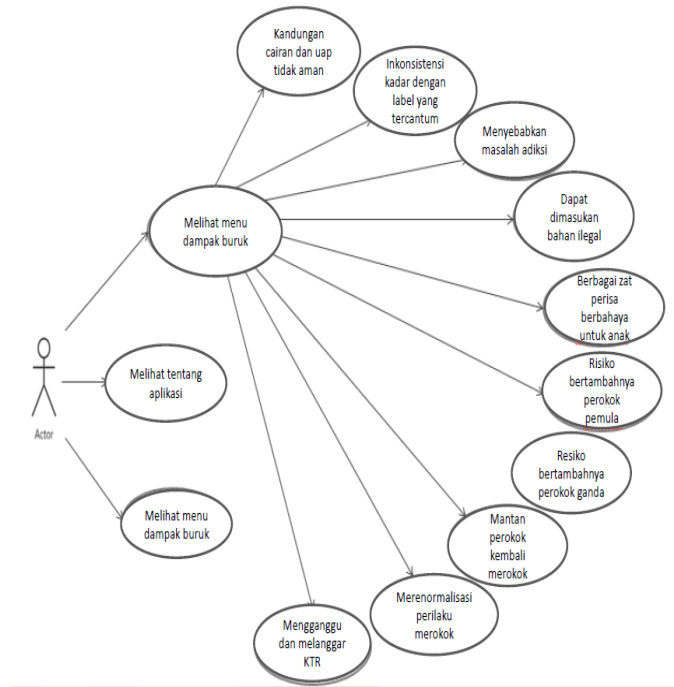 Kandungan
cairan dan uap
tidak aman
Inkonsistensi
kadar dengan
label yang
tercantum
Menyebabkan
masalah adiksi
Dapat
dimasukan
bahan ilegal
Melihat menu
dampak buruk
Berbagai zat
perisa
berbahaya
untuk anak
Risiko
bertambahnya
perokok
pemula
Melihat tentang
aplikasi
Actor
Resiko
bertambahnya
perokok ganda
Melihat menu
dampak buruk
Mantan
perokok
kembali
merokok
Merenormalisasi
perilaku
merokok
Mengganggu
dan melanggar
KTR